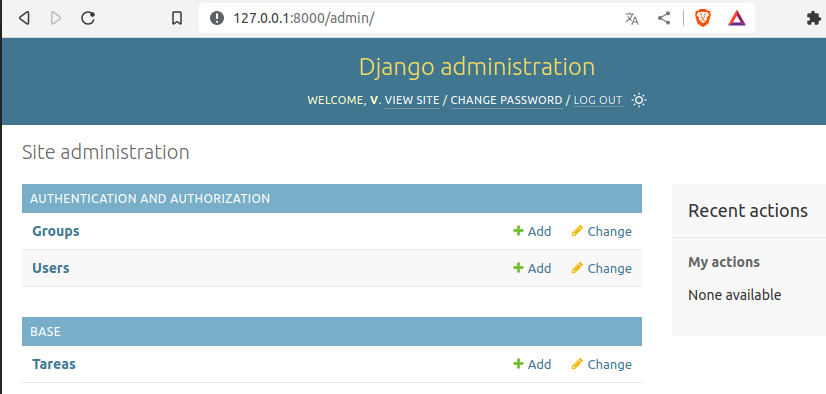 127.0.0.1:8000/admin/
Django administration
WELCOME, V. VIEW SITE / CHANGE PASSWORD / LOG OUT
Site administration
AUTHENTICATION AND AUTHORIZATION
Groups Add Change
Users Add Change
BASE
Tareas Add Change
Recent actions
My actions
None available